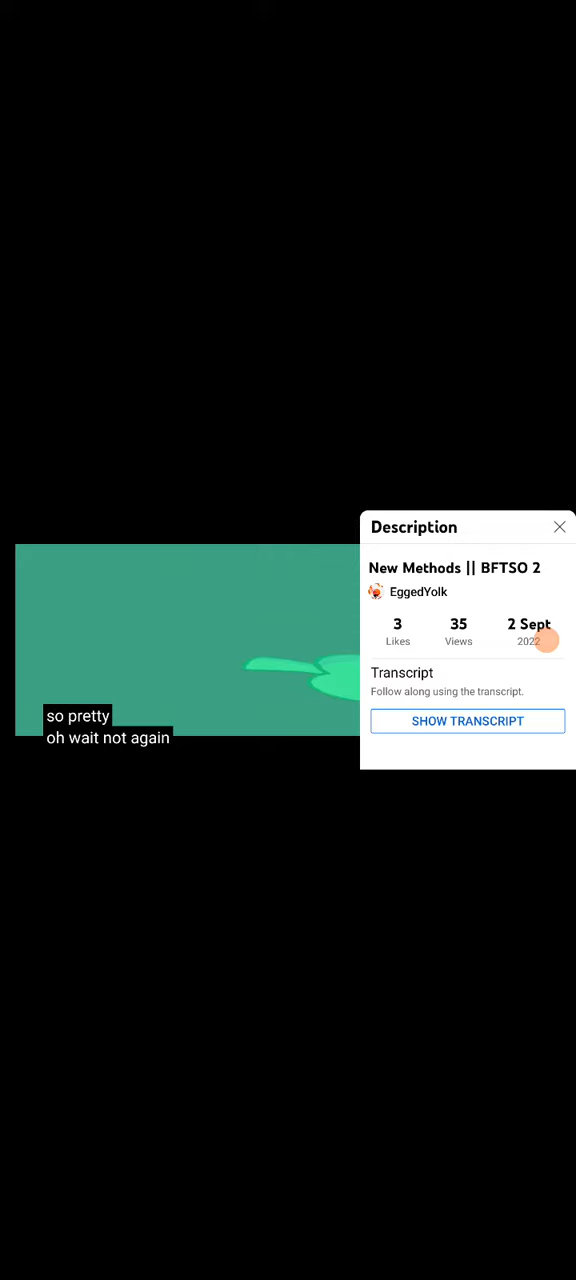 Description
New Methods || BFTSO 2
EggedYolk
3
35
2 Sept
Likes
Views
2022
Transcript
Follow along using the transcript.
SHOW TRANSCRIPT
so pretty
oh wait not again